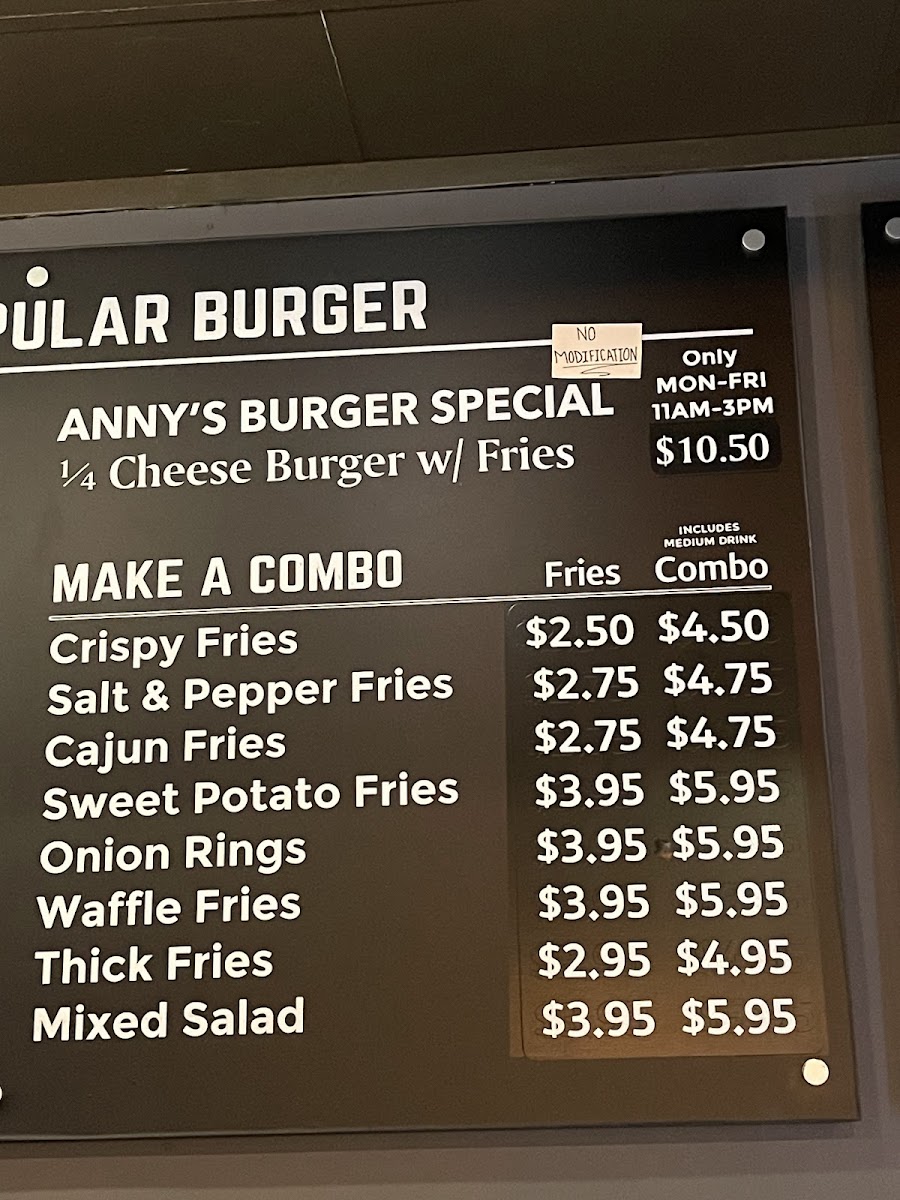 PULAR BURGER
NO
MODIFICATION
Only
MON-FRI
11AM-3PM
$10.50
ANNY'S BURGER SPECIAL
¼ Cheese Burger w/ Fries
INCLUDES
MEDIUM DRINK
MAKE A COMBO Fries Combo
Crispy Fries $2.50 $4.50
Salt & Pepper Fries $2.75 $4.75
Cajun Fries $2.75 $4.75
Sweet Potato Fries $3.95 $5.95
Onion Rings $3.95 $5.95
Waffle Fries $3.95 $5.95
Thick Fries $2.95 $4.95
Mixed Salad $3.95 $5.95